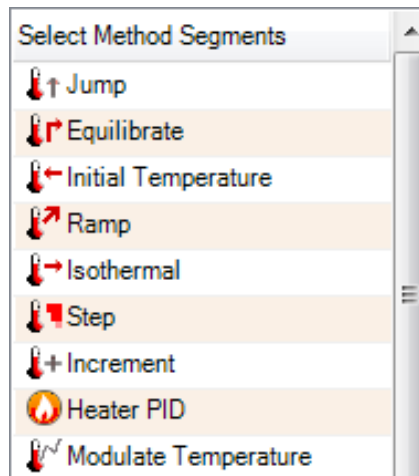 Select Method Segments
Jump
Equilibrate
Initial Temperature
Ramp
Isothermal
Step
Increment
Heater PID
Modulate Temperature